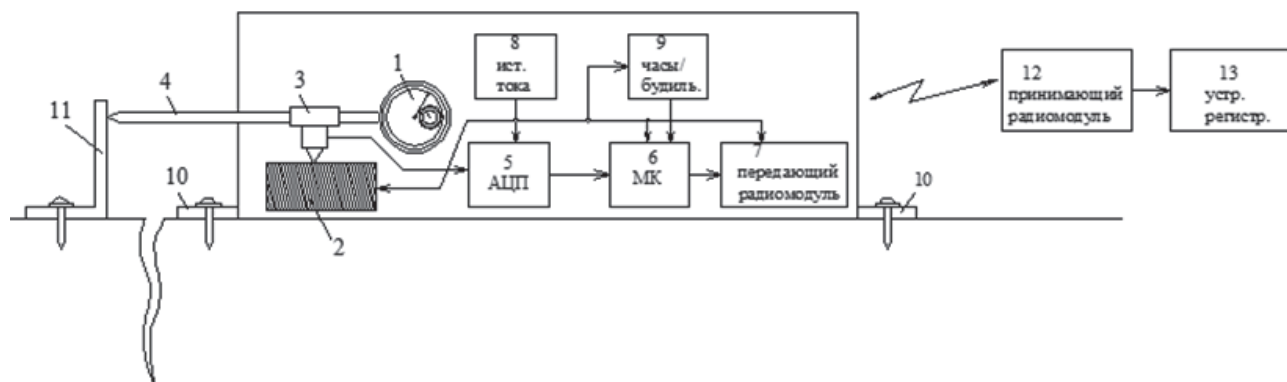 8
ист.
тока
9
часы/
будиль.
1
3
4
11
12
принимающий
радиомодуль
13
устр.
регистр.
5
АЦП
6
МК
7
передающий
радиомодуль
10
10
2